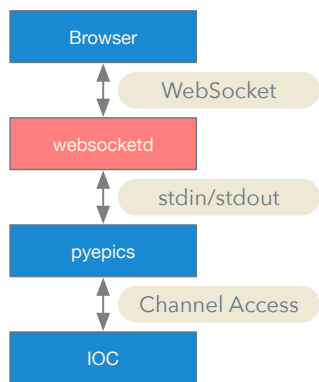 Browser
WebSocket
websocketd
stdin/stdout
pyepics
Channel Access
IOC